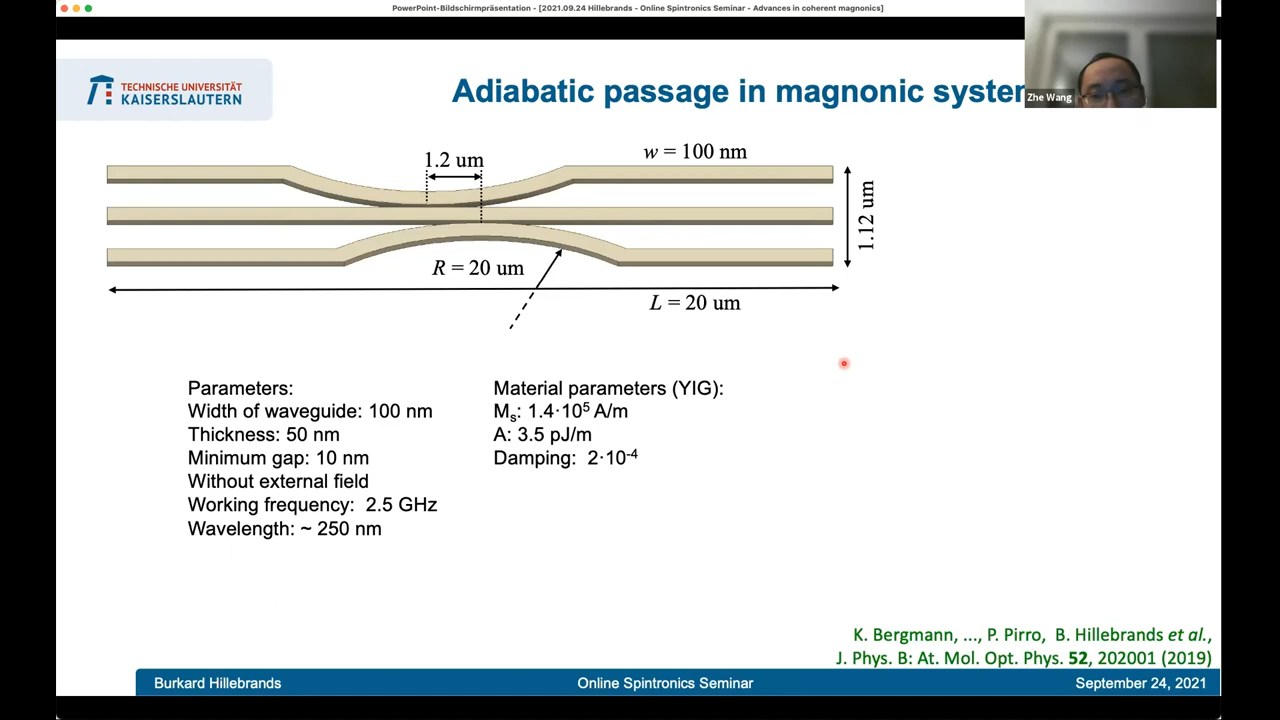 PowerPoint-Bildschirmpräsentation - [2021.09.24 Hillebrands - Online Spintronics Seminar - Advances in coherent magnonics]
TECHNISCHE UNIVERSITÄT
KAISERSLAUTERN
Adiabatic passage in magnonic system
Zhe Wang
1.2 um
w = 100 nm
1.12 um
R = 20 um
L = 20 um
Parameters:
Width of waveguide: 100 nm
Thickness: 50 nm
Minimum gap: 10 nm
Without external field
Working frequency: 2.5 GHz
Wavelength: ~ 250 nm
Material parameters (YIG):
Ms: 1.4·10⁵ A/m
A: 3.5 pJ/m
Damping: 2·10⁻⁴
K. Bergmann, ..., P. Pirro, B. Hillebrands et al.,
J. Phys. B: At. Mol. Opt. Phys. 52, 202001 (2019)
Burkard Hillebrands
Online Spintronics Seminar
September 24, 2021